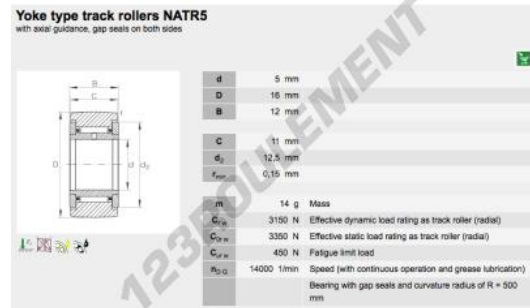 Yoke type track rollers NATR5
with axial guidance, gap seals on both sides
B
C
r
D
d
d₂
d 5 mm
D 16 mm
B 12 mm
C 11 mm
d₂ 12,5 mm
rmin 0,15 mm
m 14 g Mass
Cr w 3150 N Effective dynamic load rating as track roller (radial)
C0r w 3350 N Effective static load rating as track roller (radial)
Cur w 450 N Fatigue limit load
nD G 14000 1/min Speed (with continuous operation and grease lubrication)
Bearing with gap seals and curvature radius of R = 500
mm
123ROULEMENT